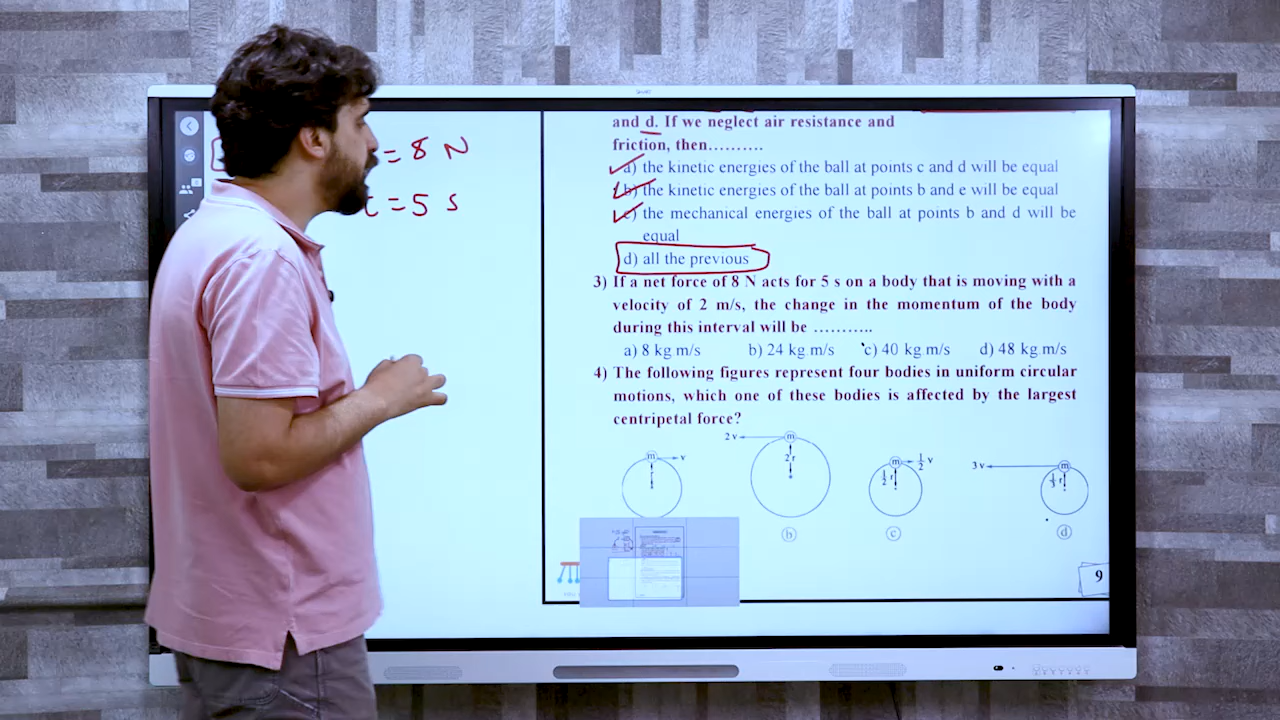 = 8 N
= 5 s
and d. If we neglect air resistance and
friction, then..........
a) the kinetic energies of the ball at points c and d will be equal
b) the kinetic energies of the ball at points b and e will be equal
c) the mechanical energies of the ball at points b and d will be
equal
d) all the previous
3) If a net force of 8 N acts for 5 s on a body that is moving with a
velocity of 2 m/s, the change in the momentum of the body
during this interval will be ...........
a) 8 kg m/s b) 24 kg m/s c) 40 kg m/s d) 48 kg m/s
4) The following figures represent four bodies in uniform circular
motions, which one of these bodies is affected by the largest
centripetal force?
m v
2 v m 2 r
m 1/2 v 1/2 r
3 v m
b c d
9